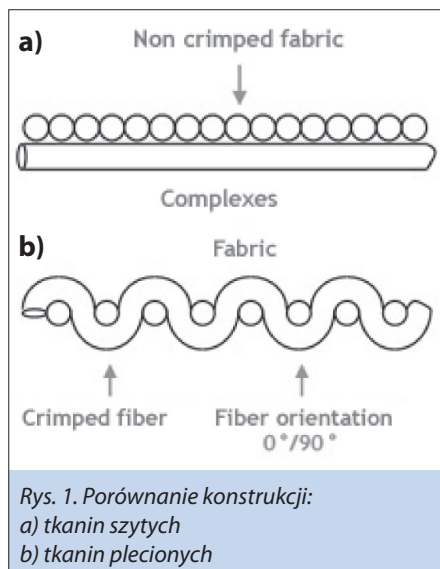 a)
Non crimped fabric
Complexes
b)
Fabric
Crimped fiber
Fiber orientation
0°/90°
Rys. 1. Porównanie konstrukcji:
a) tkanin szytych
b) tkanin plecionych